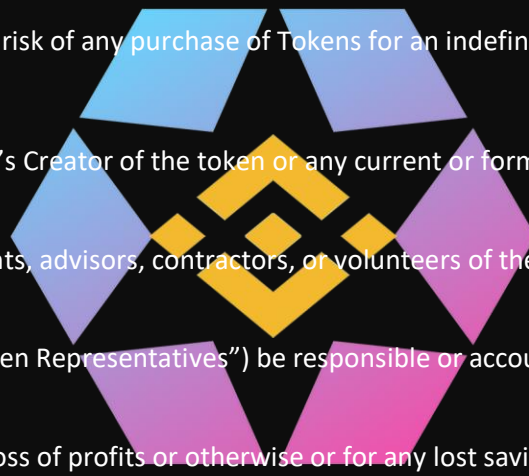 risk of any purchase of Tokens for an indefin
's Creator of the token or any current or form
ts, advisors, contractors, or volunteers of the
en Representatives”) be responsible or accou
oss of profits or otherwise or for any lost savi